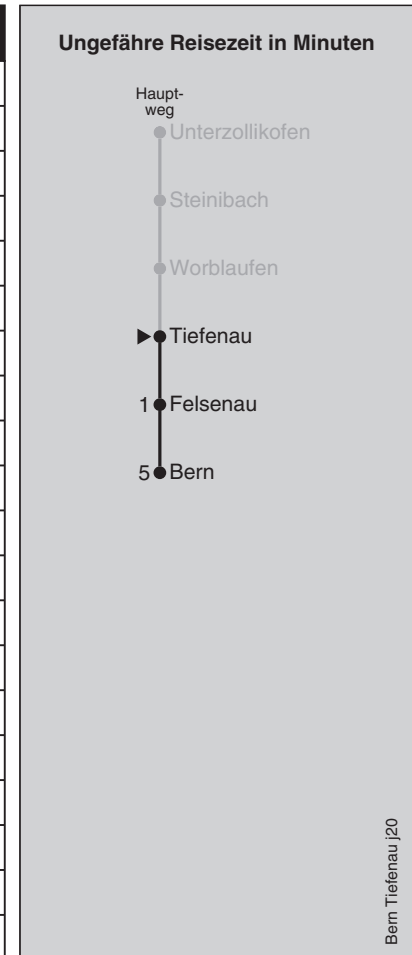 Ungefähre Reisezeit in Minuten
Haupt-
weg
Unterzollikofen
Steinibach
Worblaufen
Tiefenau
1 Felsenau
5 Bern
Bern Tiefenau j20